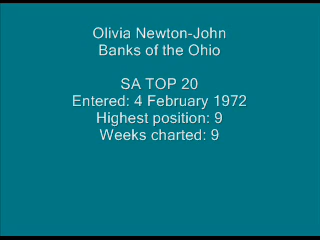 Olivia Newton-John
Banks of the Ohio
SA TOP 20
Entered: 4 February 1972
Highest position: 9
Weeks charted: 9